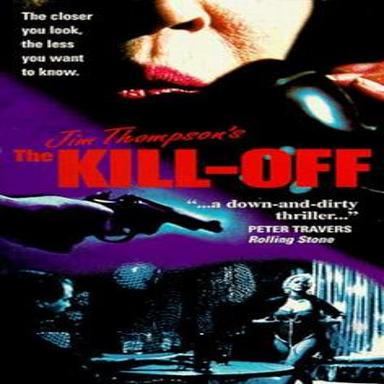 The closer
you look,
the less
you want
to know.
Jim Thompson's
The KILL-OFF
"...a down-and-dirty
thriller..."
PETER TRAVERS
Rolling Stone